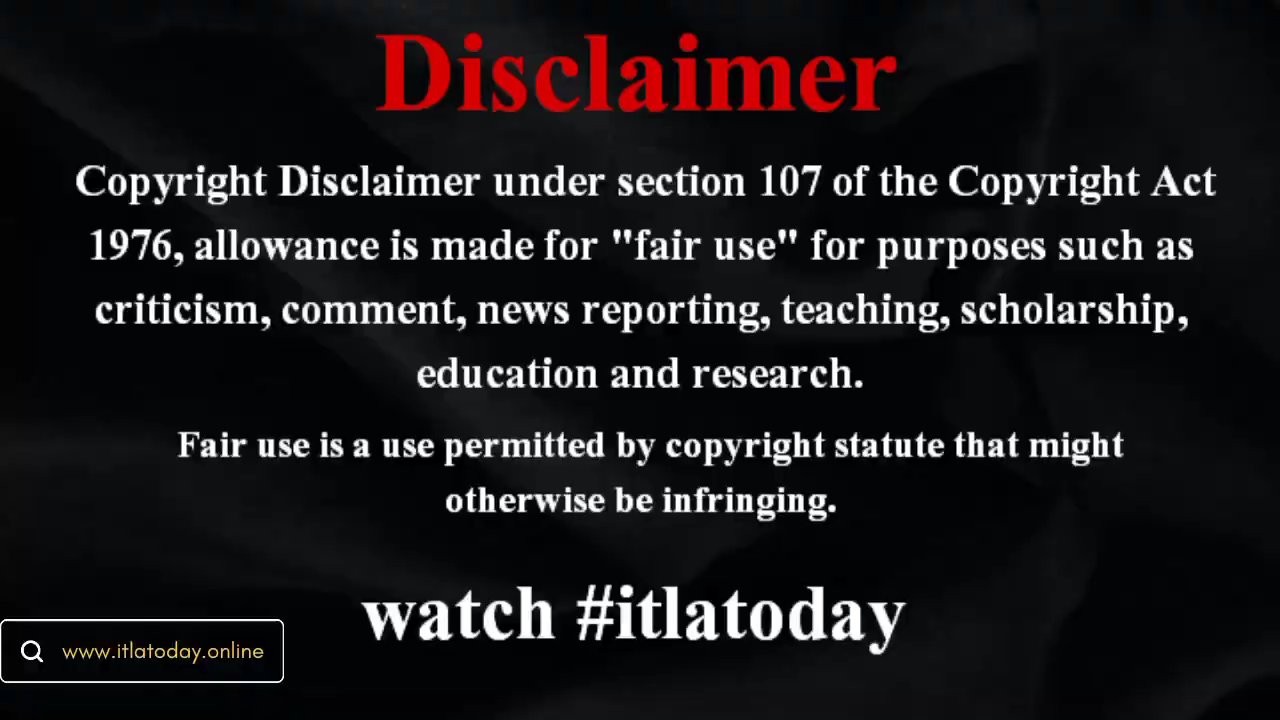 Disclaimer
Copyright Disclaimer under section 107 of the Copyright Act
1976, allowance is made for "fair use" for purposes such as
criticism, comment, news reporting, teaching, scholarship,
education and research.
Fair use is a use permitted by copyright statute that might
otherwise be infringing.
watch #itlatoday
www.itlatoday.online